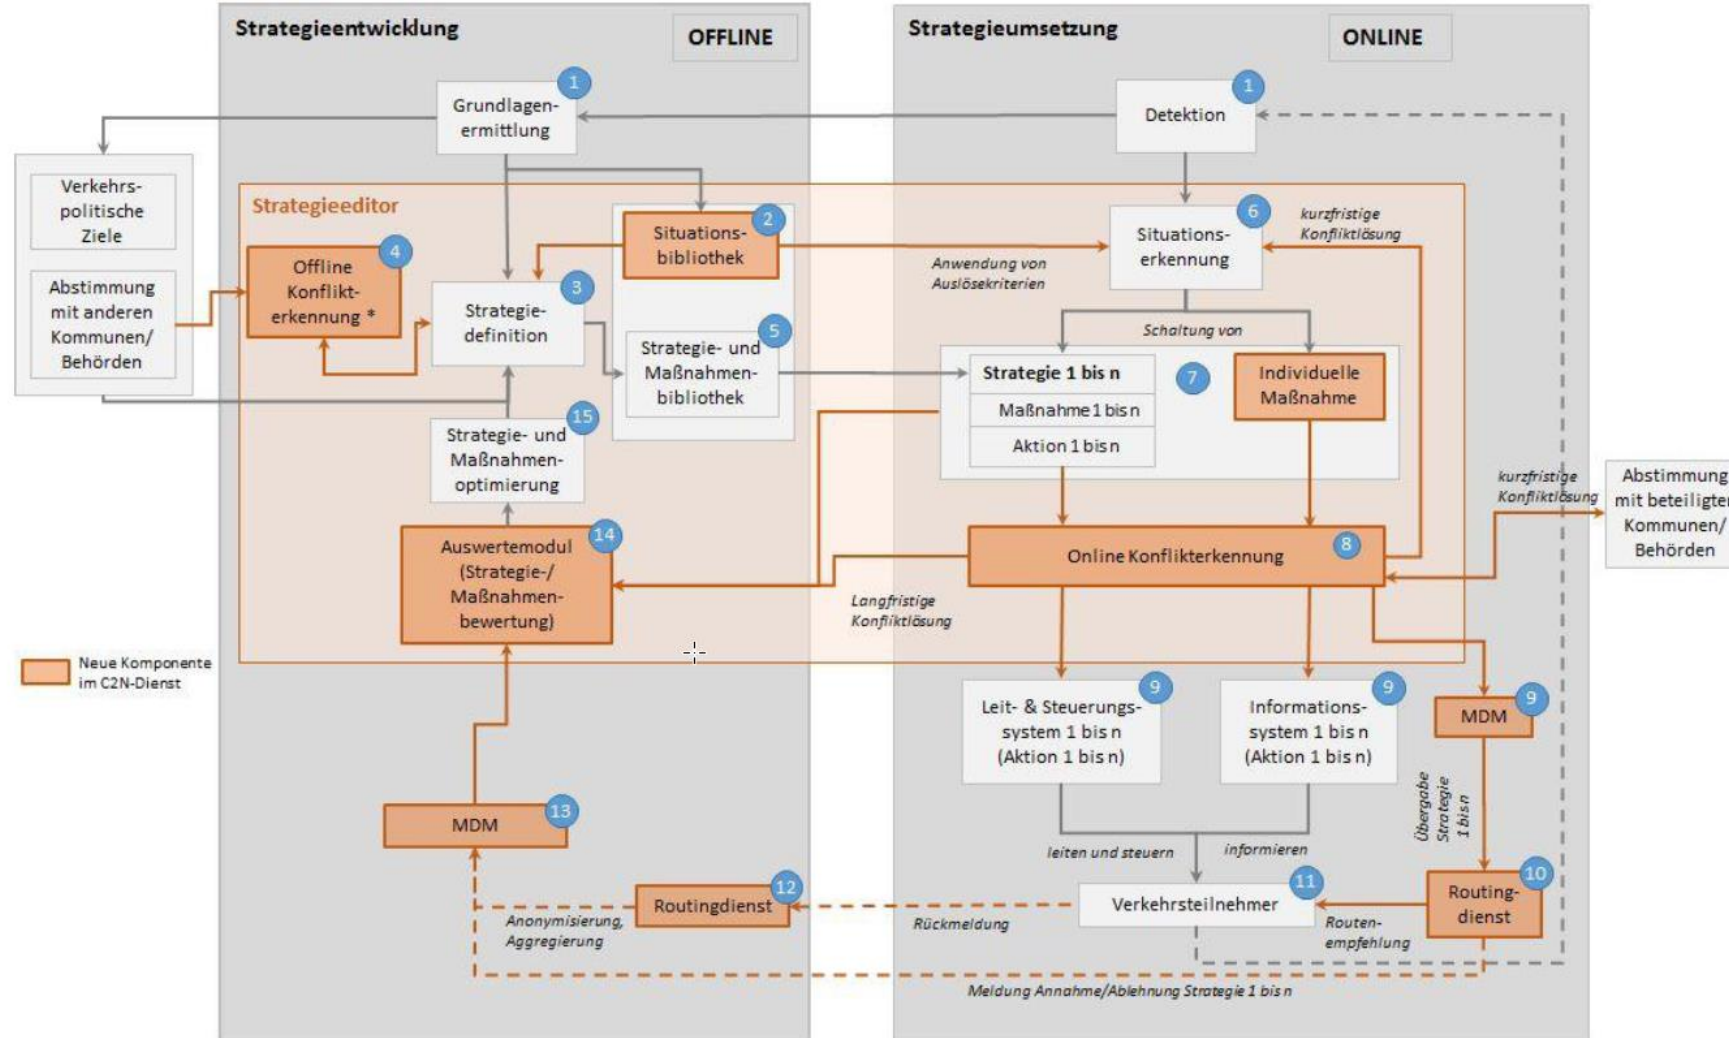 Strategieentwicklung
OFFLINE
Strategieumsetzung
ONLINE
1
Grundlagen-
ermittlung
1
Detektion
Verkehrs-
politische
Ziele
Abstimmung
mit anderen
Kommunen/
Behörden
Strategieeditor
4
Offline
Konflikt-
erkennung *
2
Situations-
bibliothek
3
Strategie-
definition
5
Strategie- und
Maßnahmen-
bibliothek
15
Strategie- und
Maßnahmen-
optimierung
14
Auswertemodul
(Strategie-/
Maßnahmen-
bewertung)
6
Situations-
erkennung
kurzfristige
Konfliktlösung
Anwendung von
Auslösekriterien
Schaltung von
Strategie 1 bis n
Maßnahme 1 bis n
Aktion 1 bis n
7
Individuelle
Maßnahme
Online Konflikterkennung
8
kurzfristige
Konfliktlösung
Abstimmung
mit beteiligten
Kommunen/
Behörden
Langfristige
Konfliktlösung
Neue Komponente
im C2N-Dienst
9
Leit- & Steuerungs-
system 1 bis n
(Aktion 1 bis n)
9
Informations-
system 1 bis n
(Aktion 1 bis n)
9
MDM
Übergabe
Strategie
1 bis n
13
MDM
leiten und steuern
informieren
12
Routingdienst
11
Verkehrsteilnehmer
10
Routing-
dienst
Anonymisierung,
Aggregierung
Rückmeldung
Routen-
empfehlung
Meldung Annahme/Ablehnung Strategie 1 bis n